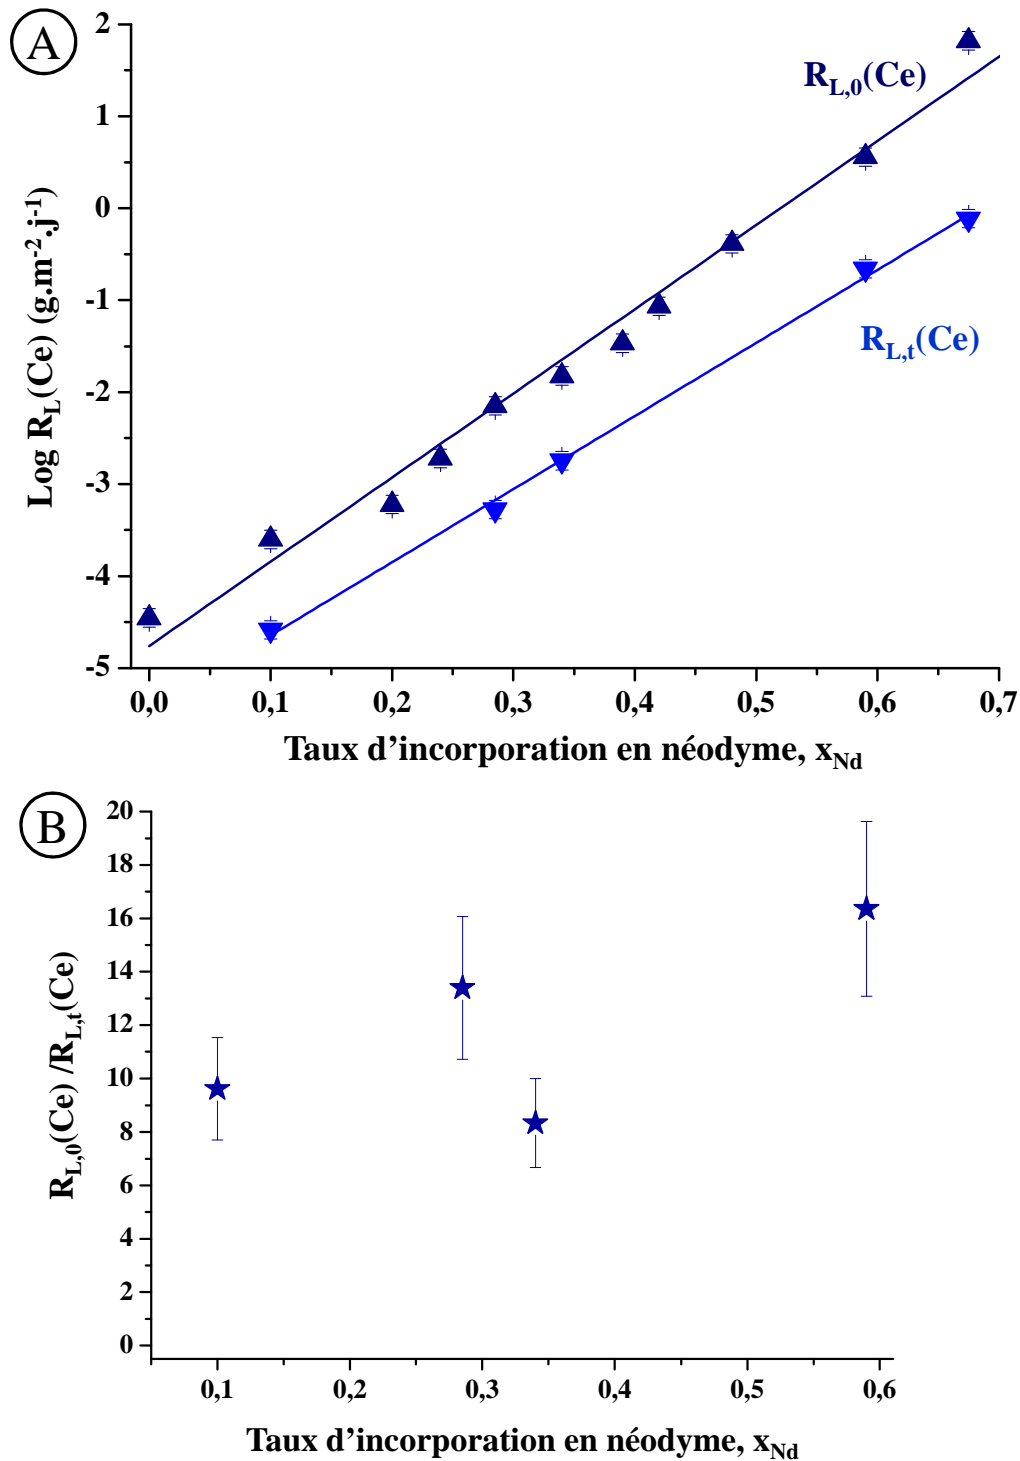 A
Log R_L(Ce) (g.m^-2.j^-1)
2
1
0
-1
-2
-3
-4
-5
R_L,0(Ce)
R_L,t(Ce)
0,0 0,1 0,2 0,3 0,4 0,5 0,6 0,7
Taux d’incorporation en néodyme, x_Nd
B
R_L,0(Ce) /R_L,t(Ce)
20
18
16
14
12
10
8
6
4
2
0
0,1 0,2 0,3 0,4 0,5 0,6
Taux d’incorporation en néodyme, x_Nd